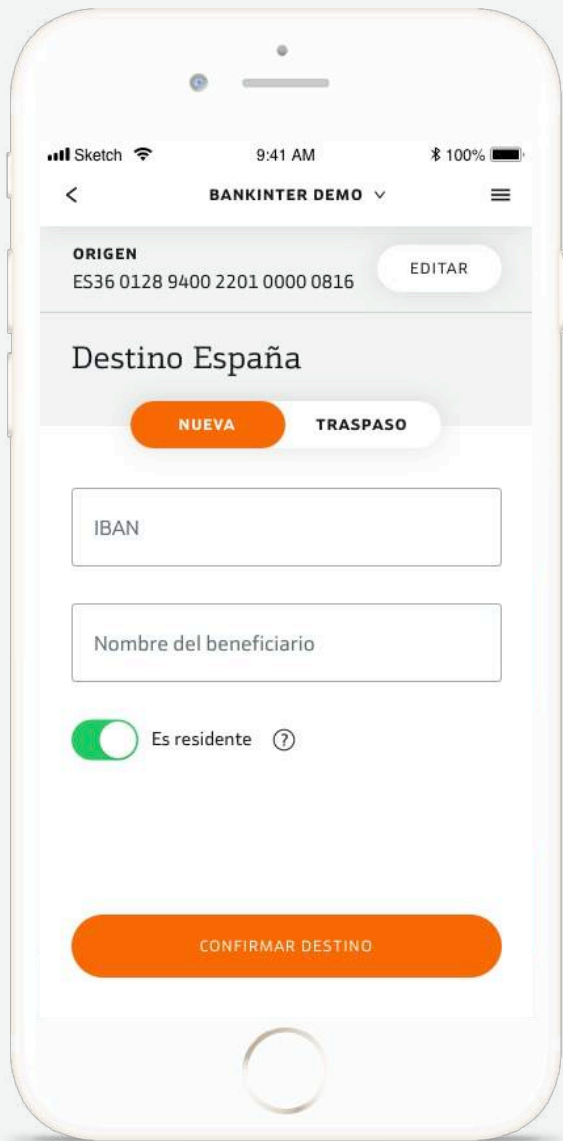 Sketch 9:41 AM 100%
BANKINTER DEMO
ORIGEN
ES36 0128 9400 2201 0000 0816
EDITAR
Destino España
NUEVA TRASPASO
IBAN
Nombre del beneficiario
Es residente ?
CONFIRMAR DESTINO